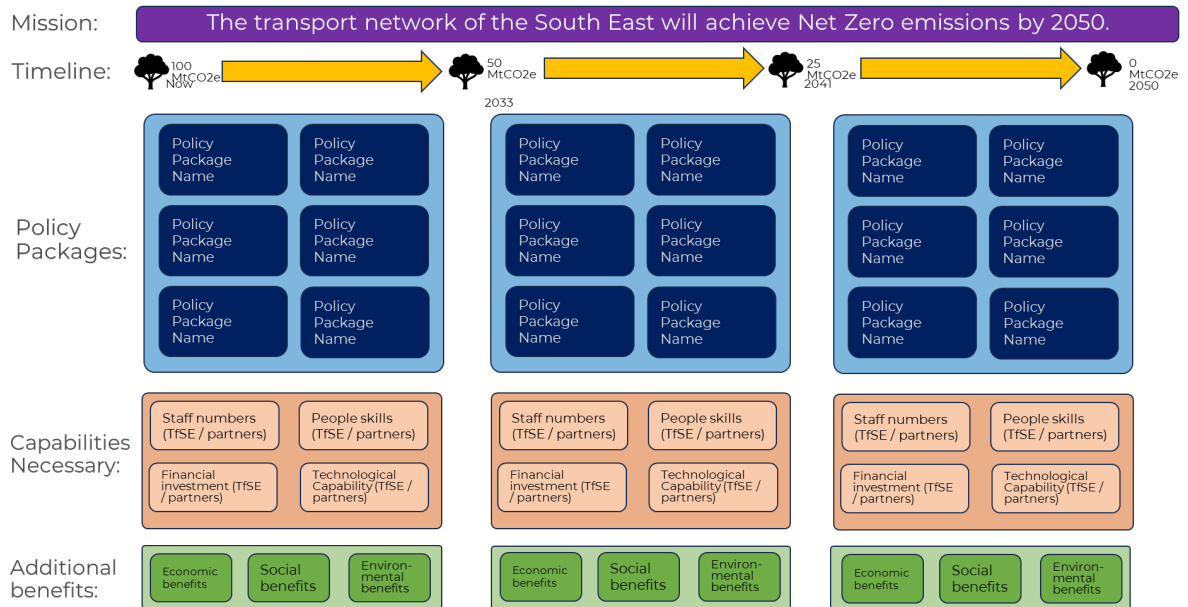 Mission:
The transport network of the South East will achieve Net Zero emissions by 2050.
Timeline:
100
MtCO2e
Now
50
MtCO2e
2033
25
MtCO2e
2041
0
MtCO2e
2050
Policy
Packages:
Policy
Package
Name
Policy
Package
Name
Policy
Package
Name
Policy
Package
Name
Policy
Package
Name
Policy
Package
Name
Policy
Package
Name
Policy
Package
Name
Policy
Package
Name
Policy
Package
Name
Policy
Package
Name
Policy
Package
Name
Policy
Package
Name
Policy
Package
Name
Policy
Package
Name
Policy
Package
Name
Policy
Package
Name
Policy
Package
Name
Capabilities
Necessary:
Staff numbers
(TfSE / partners)
People skills
(TfSE / partners)
Financial
investment (TfSE
/ partners)
Technological
Capability (TfSE /
partners)
Staff numbers
(TfSE / partners)
People skills
(TfSE / partners)
Financial
investment (TfSE
/ partners)
Technological
Capability (TfSE /
partners)
Staff numbers
(TfSE / partners)
People skills
(TfSE / partners)
Financial
investment (TfSE
/ partners)
Technological
Capability (TfSE /
partners)
Additional
benefits:
Economic
benefits
Social
benefits
Environ-
mental
benefits
Economic
benefits
Social
benefits
Environ-
mental
benefits
Economic
benefits
Social
benefits
Environ-
mental
benefits